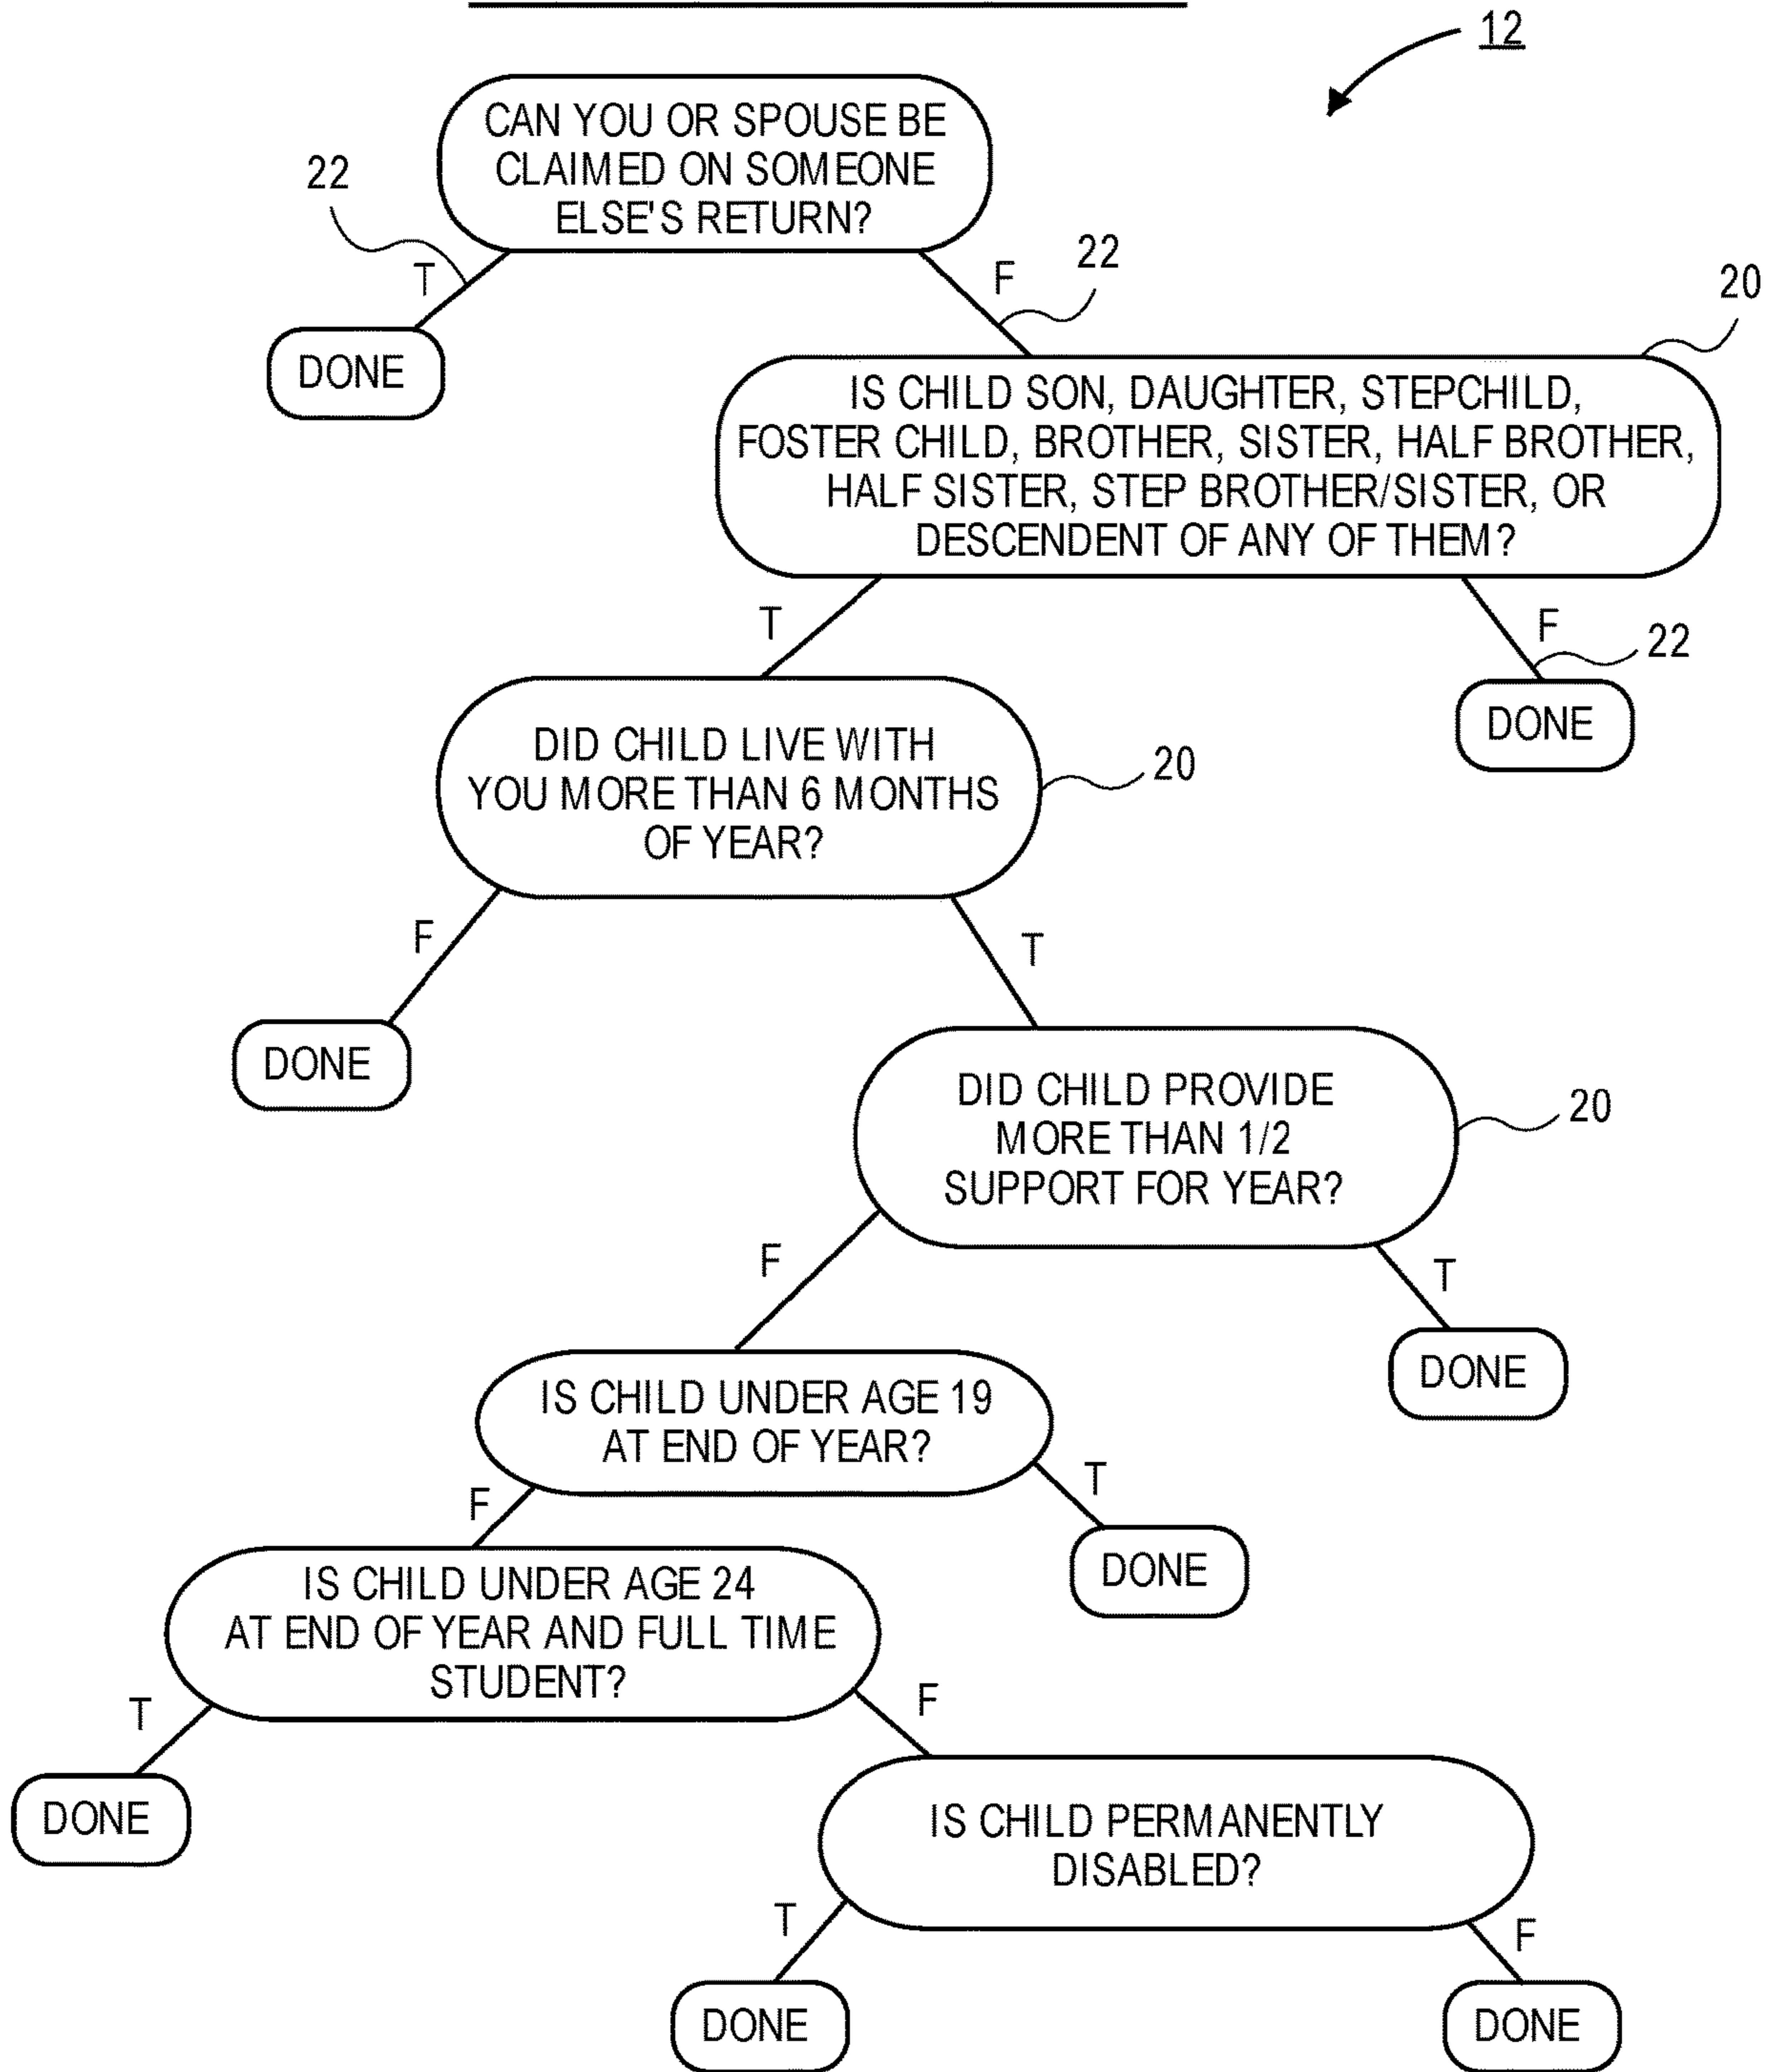 12
CAN YOU OR SPOUSE BE
CLAIMED ON SOMEONE
ELSE'S RETURN?
22
T
F
22
DONE
20
IS CHILD SON, DAUGHTER, STEPCHILD,
FOSTER CHILD, BROTHER, SISTER, HALF BROTHER,
HALF SISTER, STEP BROTHER/SISTER, OR
DESCENDENT OF ANY OF THEM?
T
F
22
DONE
DID CHILD LIVE WITH
YOU MORE THAN 6 MONTHS
OF YEAR?
20
F
T
DONE
DID CHILD PROVIDE
MORE THAN 1/2
SUPPORT FOR YEAR?
20
F
T
DONE
IS CHILD UNDER AGE 19
AT END OF YEAR?
F
T
DONE
IS CHILD UNDER AGE 24
AT END OF YEAR AND FULL TIME
STUDENT?
T
F
DONE
IS CHILD PERMANENTLY
DISABLED?
T
F
DONE
DONE